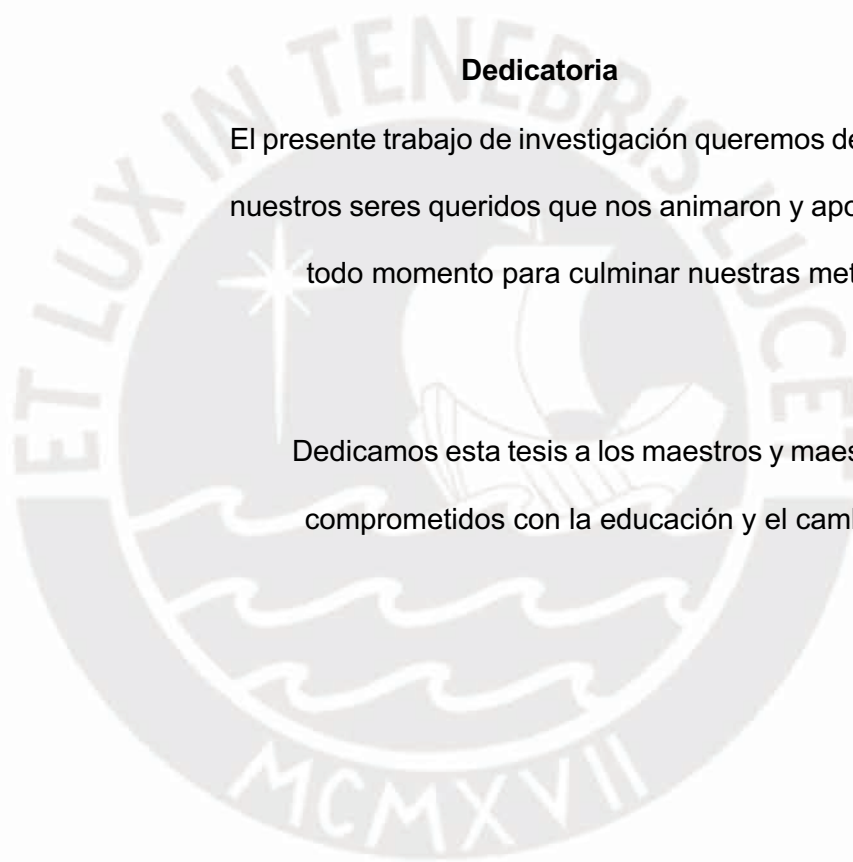 ET LUX IN TENEBRIS LUCET
Dedicatoria
El presente trabajo de investigación queremos
nuestros seres queridos que nos animaron y
todo momento para culminar nuestras
Dedicamos esta tesis a los maestros y
comprometidos con la educación y el
MCMXVII